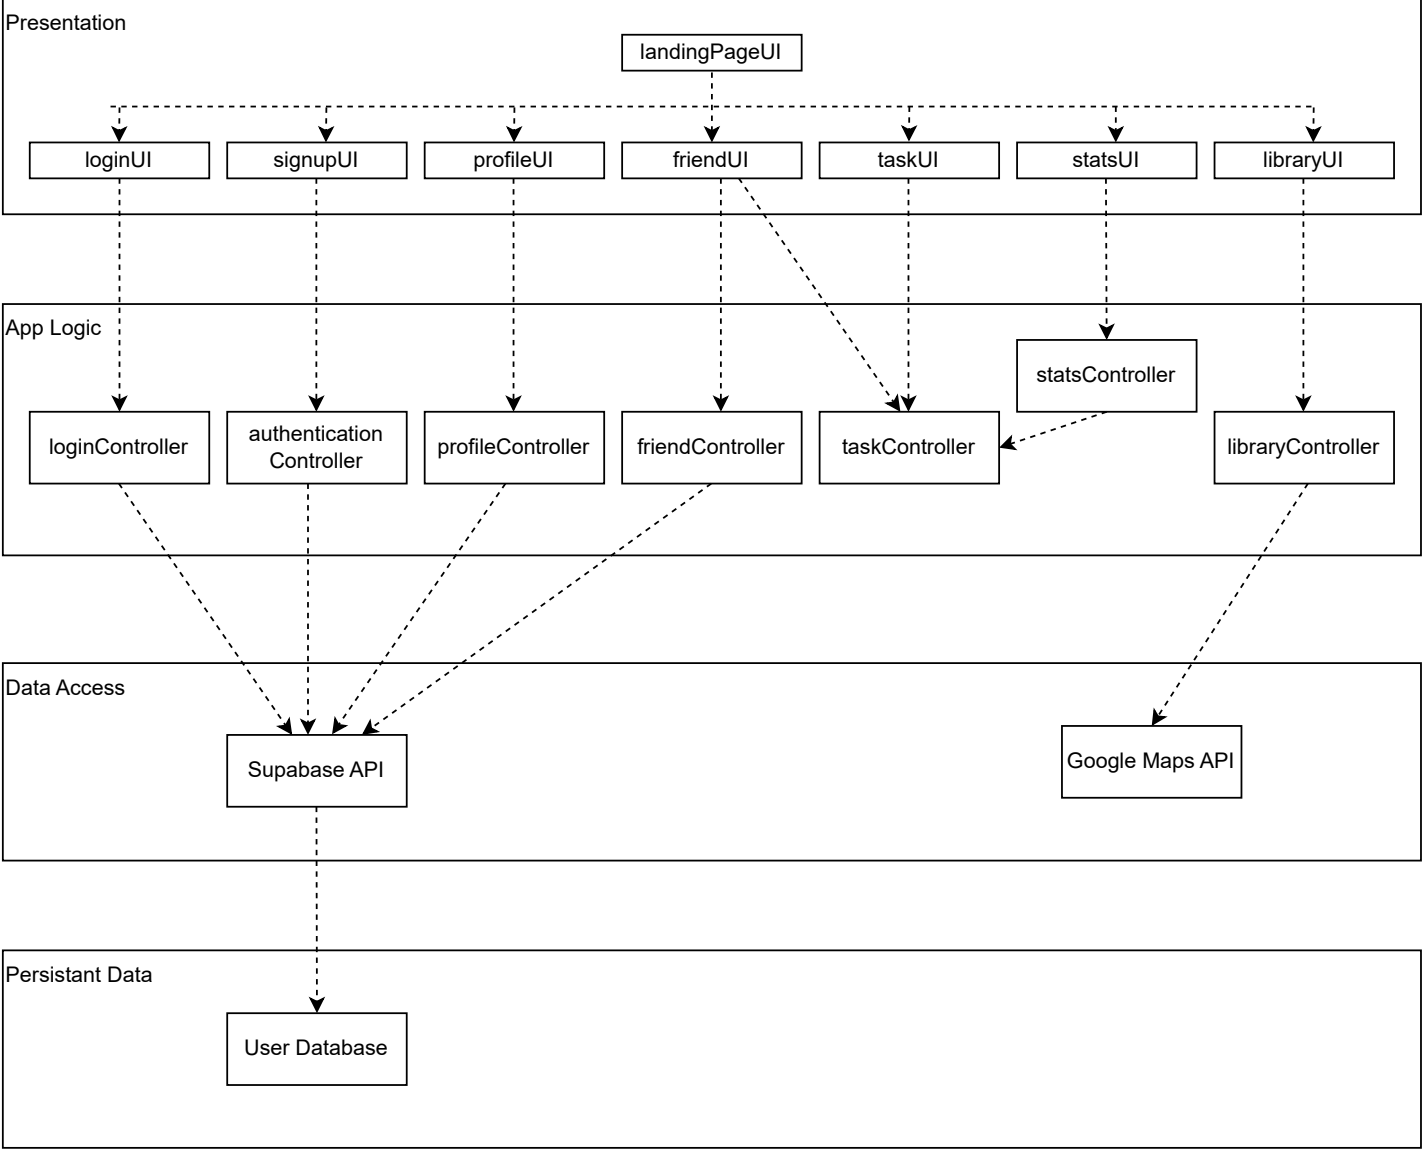 Presentation
landingPageUI
loginUI
signupUI
profileUI
friendUI
taskUI
statsUI
libraryUI
App Logic
statsController
loginController
authentication
Controller
profileController
friendController
taskController
libraryController
Data Access
Supabase API
Google Maps API
Persistant Data
User Database